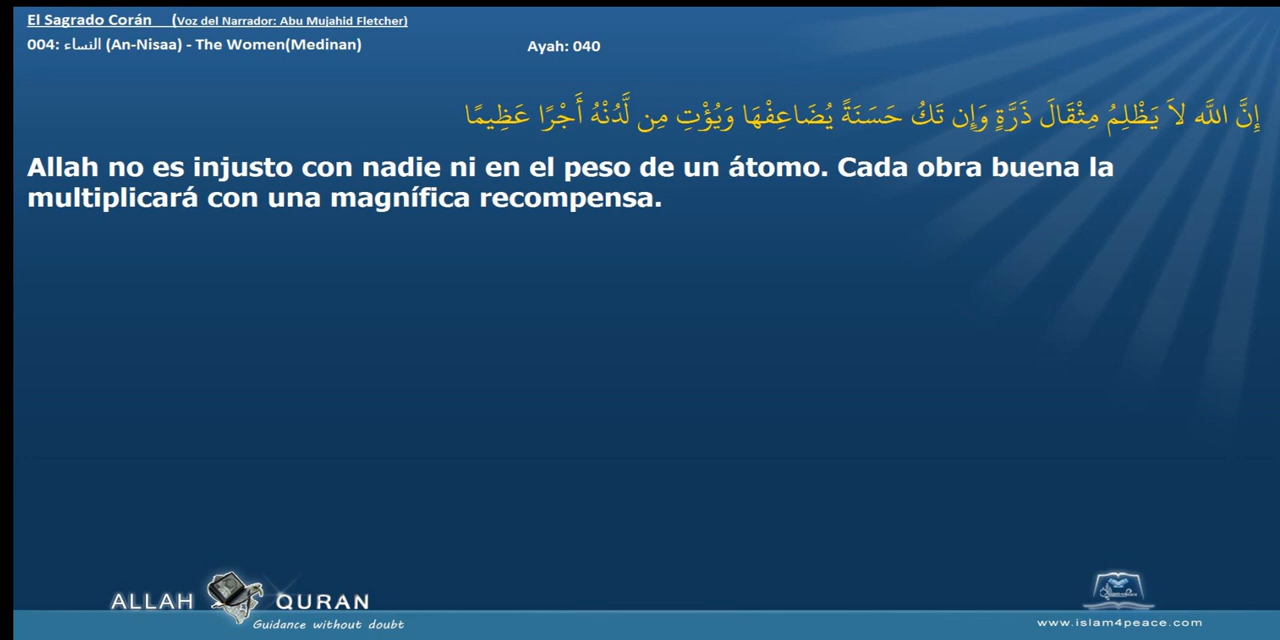 El Sagrado Corán (Voz del Narrador: Abu Mujahid Fletcher)
004: النساء (An-Nisaa) - The Women(Medinan) Ayah: 040
إِنَّ اللَّه لاَ يَظْلِمُ مِثْقَالَ ذَرَّةٍ وَإِن تَكُ حَسَنَةً يُضَاعِفْهَا وَيُؤْتِ مِن لَّدُنْهُ أَجْرًا عَظِيمًا
Allah no es injusto con nadie ni en el peso de un átomo. Cada obra buena la
multiplicará con una magnífica recompensa.
ALLAH QURAN
Guidance without doubt
www.islam4peace.com